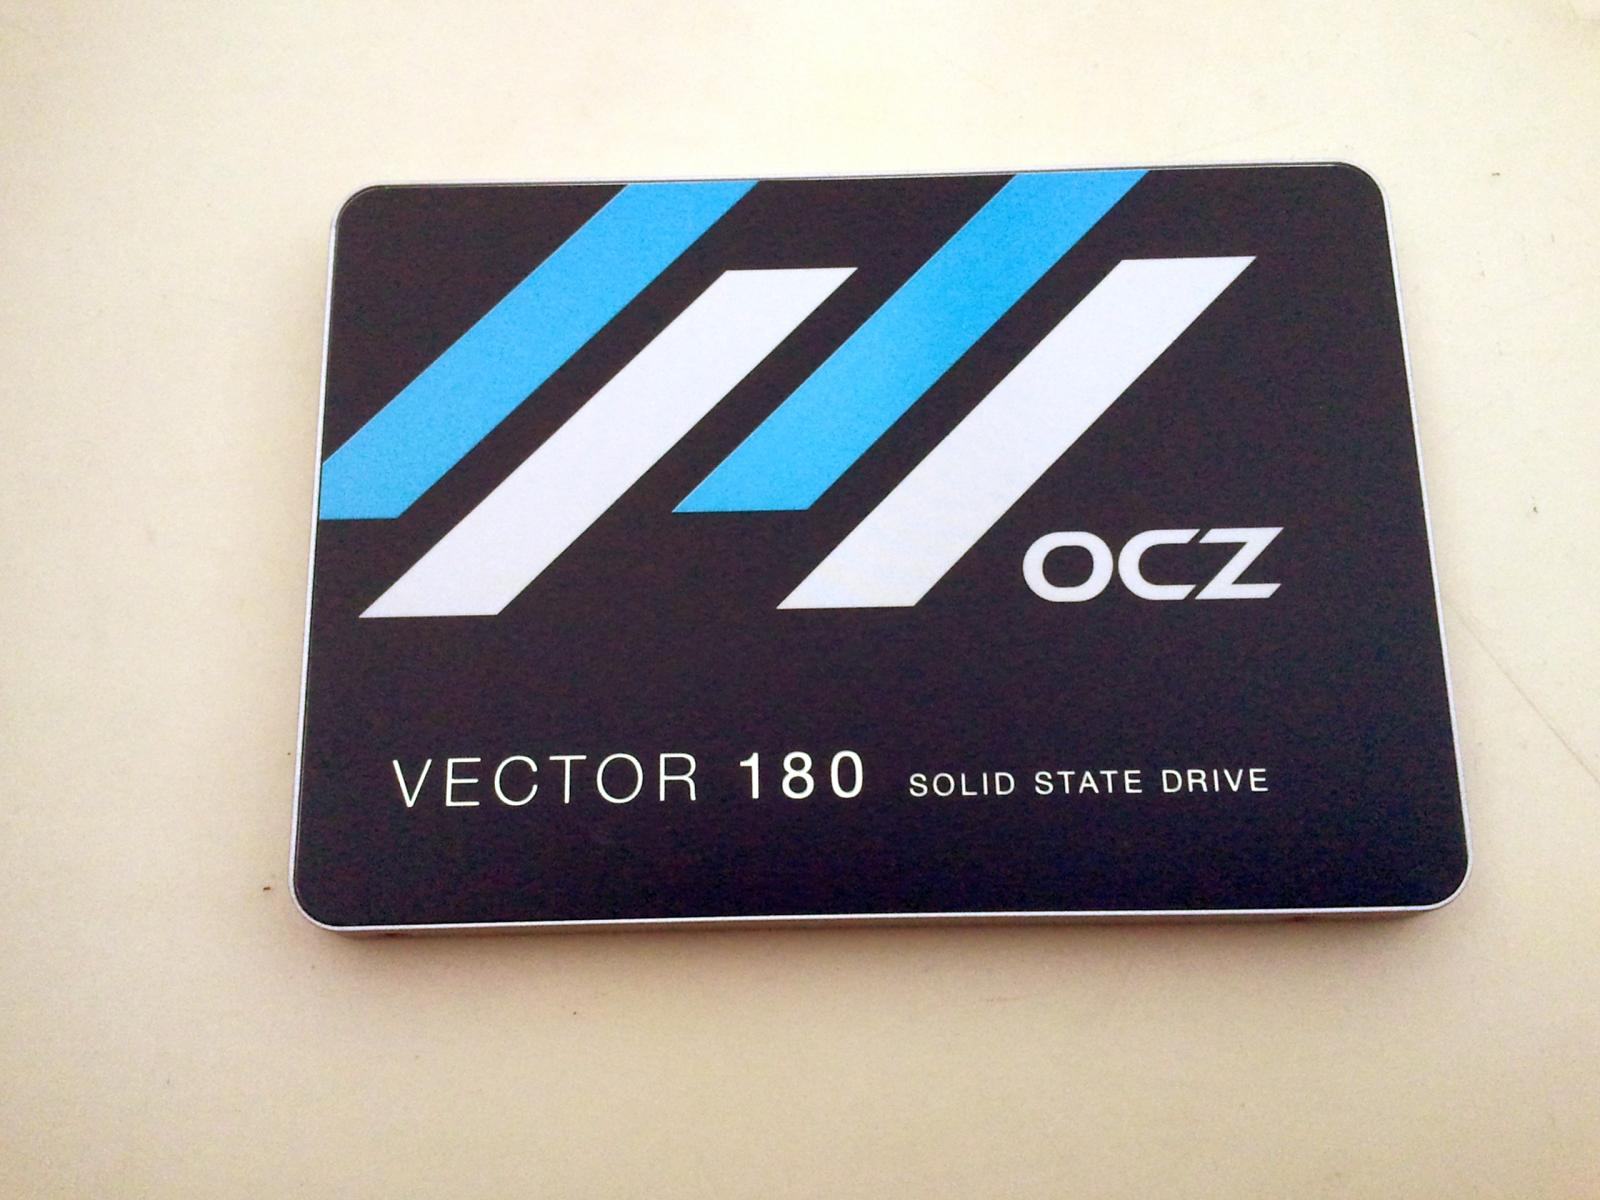 OCZ
VECTOR 180 SOLID STATE DRIVE